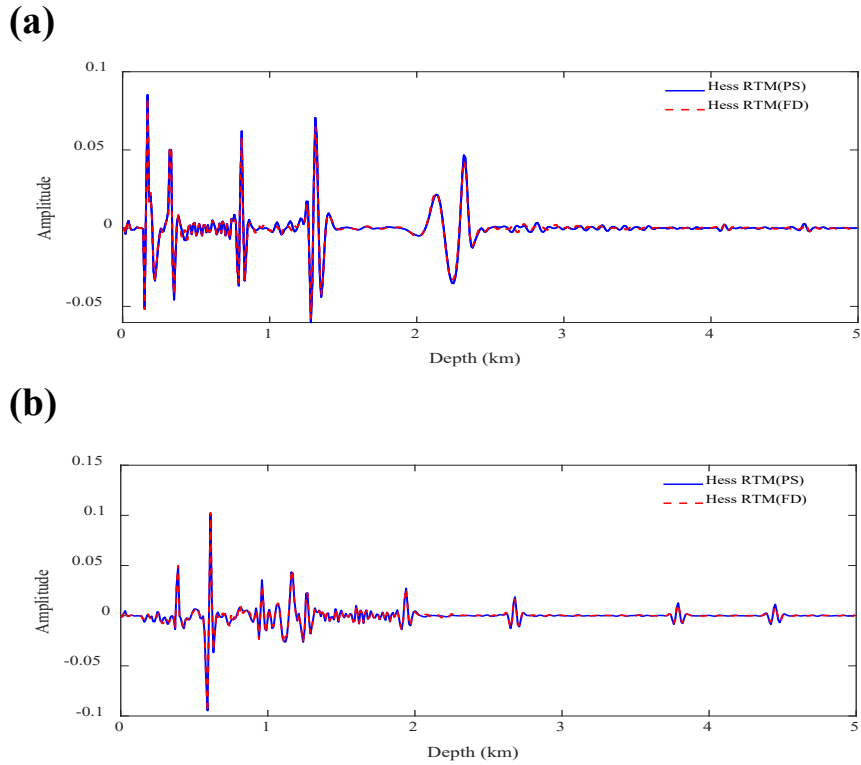 (a)
0.1
Hess RTM(PS)
Hess RTM(FD)
0.05
Amplitude
0
-0.05
0 1 2 3 4 5
Depth (km)
(b)
0.15
Hess RTM(PS)
0.1
Hess RTM(FD)
0.05
Amplitude
0
-0.05
-0.1
0 1 2 3 4 5
Depth (km)